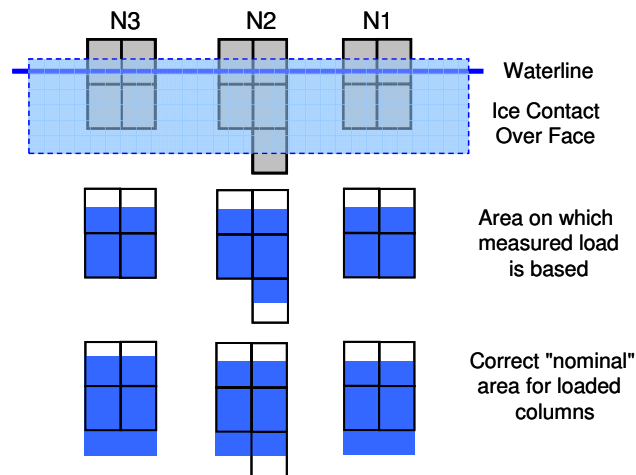 N3 N2 N1
Waterline
Ice Contact
Over Face
Area on which
measured load
is based
Correct "nominal"
area for loaded
columns